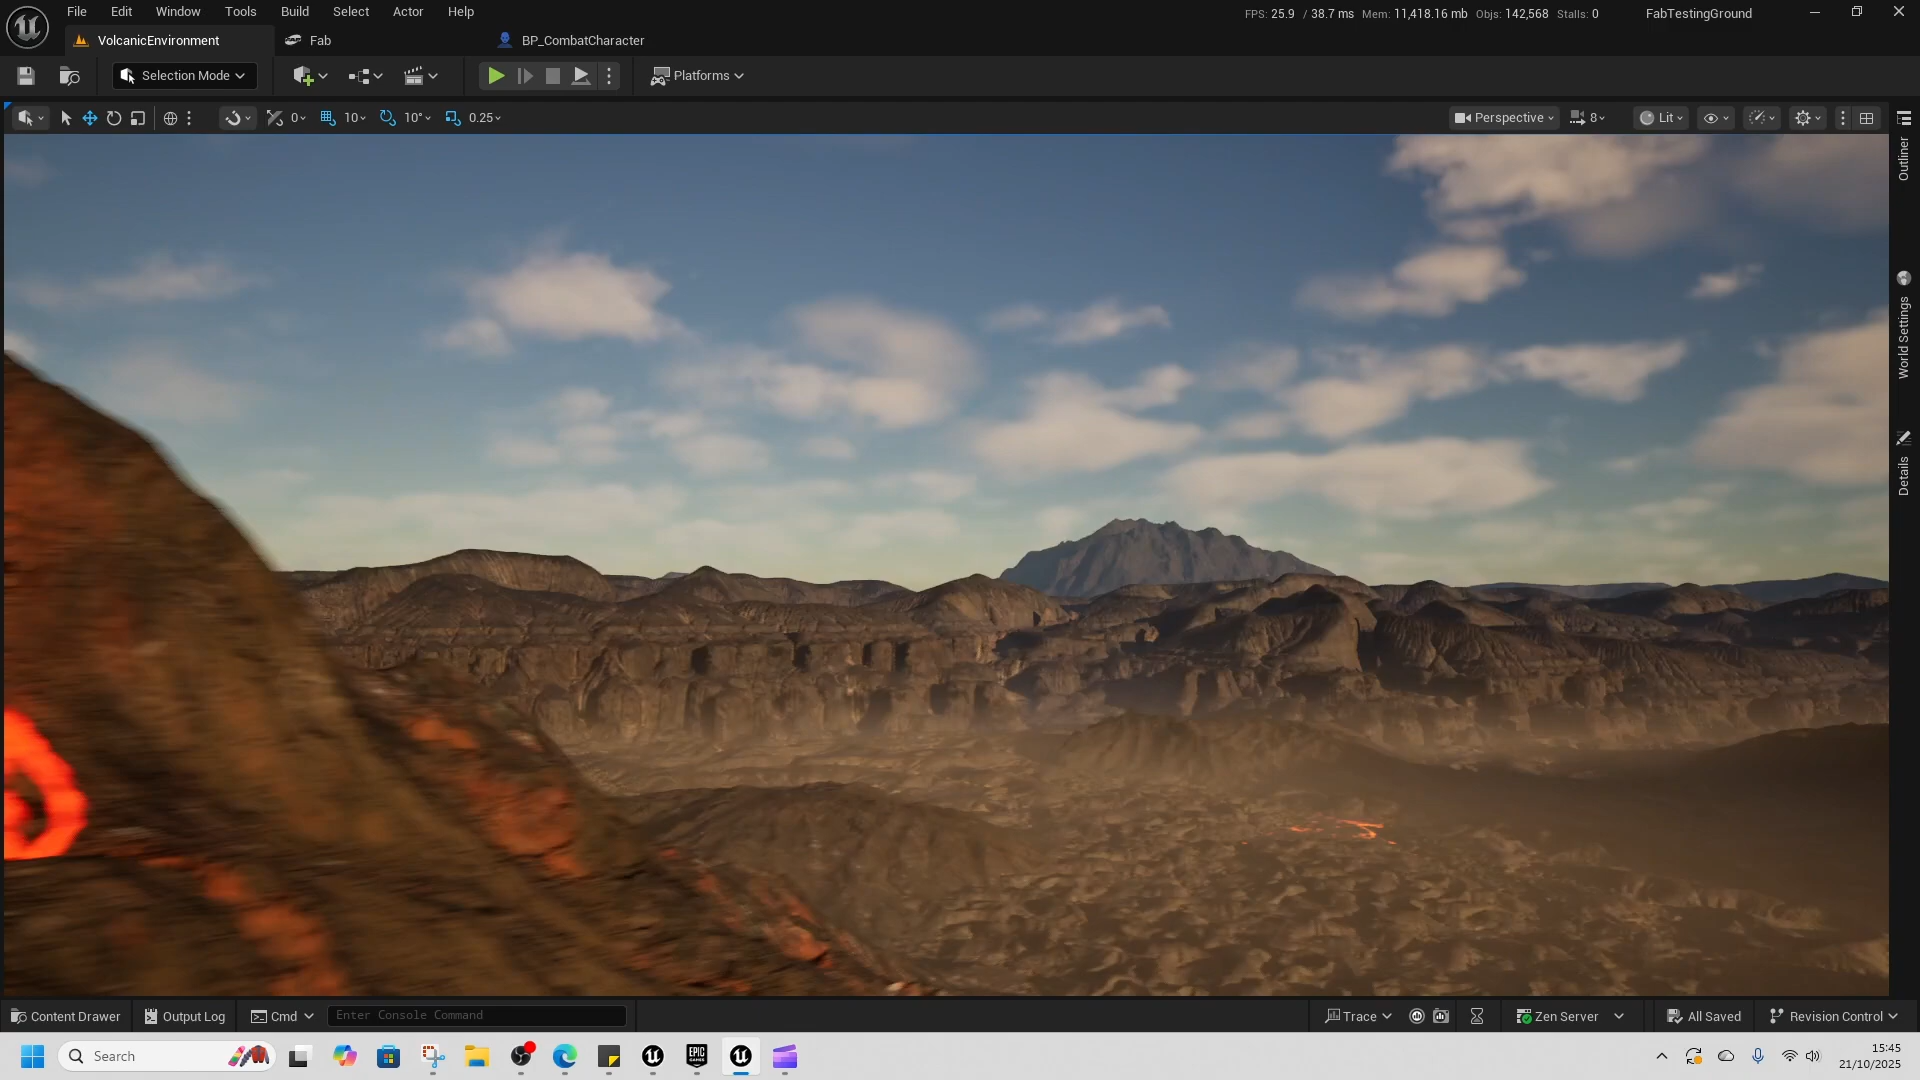 File Edit Window Tools Build Select Actor Help
FPS: 25.9 / 38.7 ms Mem: 11,418.16 mb Objs: 142,568 Stalls: 0
FabTestingGround
VolcanicEnvironment
Fab
BP_CombatCharacter
Selection Mode
Platforms
0
10
10°
0.25
Perspective
8
Lit
Outliner
World Settings
Details
Content Drawer
Output Log
Cmd
Enter Console Command
Trace
Zen Server
All Saved
Revision Control
Search
EPIC GAMES
15:45
21/10/2025